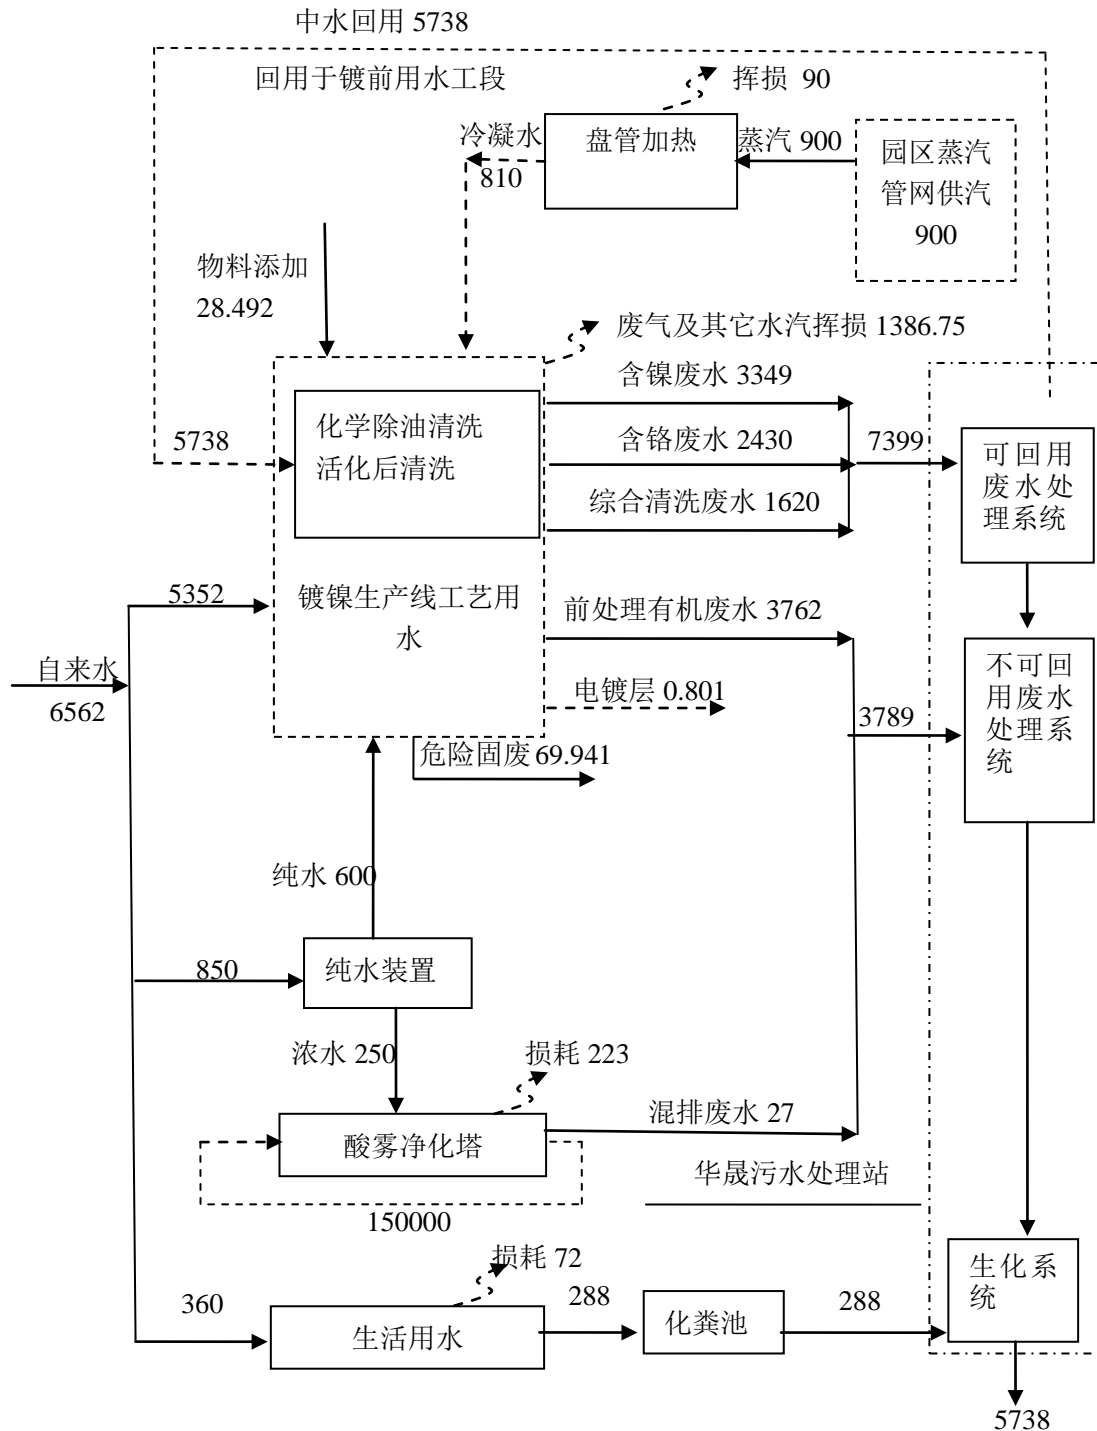 中水回用 5738
回用于镀前用水工段
挥损 90
冷凝水
810
盘管加热
蒸汽 900
园区蒸汽
管网供汽
900
物料添加
28.492
废气及其它水汽挥损 1386.75
含镍废水 3349
5738
化学除油清洗
活化后清洗
含铬废水 2430
7399
可回用
废水处
理系统
综合清洗废水 1620
5352
镀镍生产线工艺用
水
前处理有机废水 3762
自来水
6562
电镀层 0.801
3789
不可回
用废水
处理系
统
危险固废 69.941
纯水 600
850
纯水装置
浓水 250
损耗 223
酸雾净化塔
混排废水 27
150000
华晟污水处理站
损耗 72
360
生活用水
288
化粪池
288
生化系
统
5738